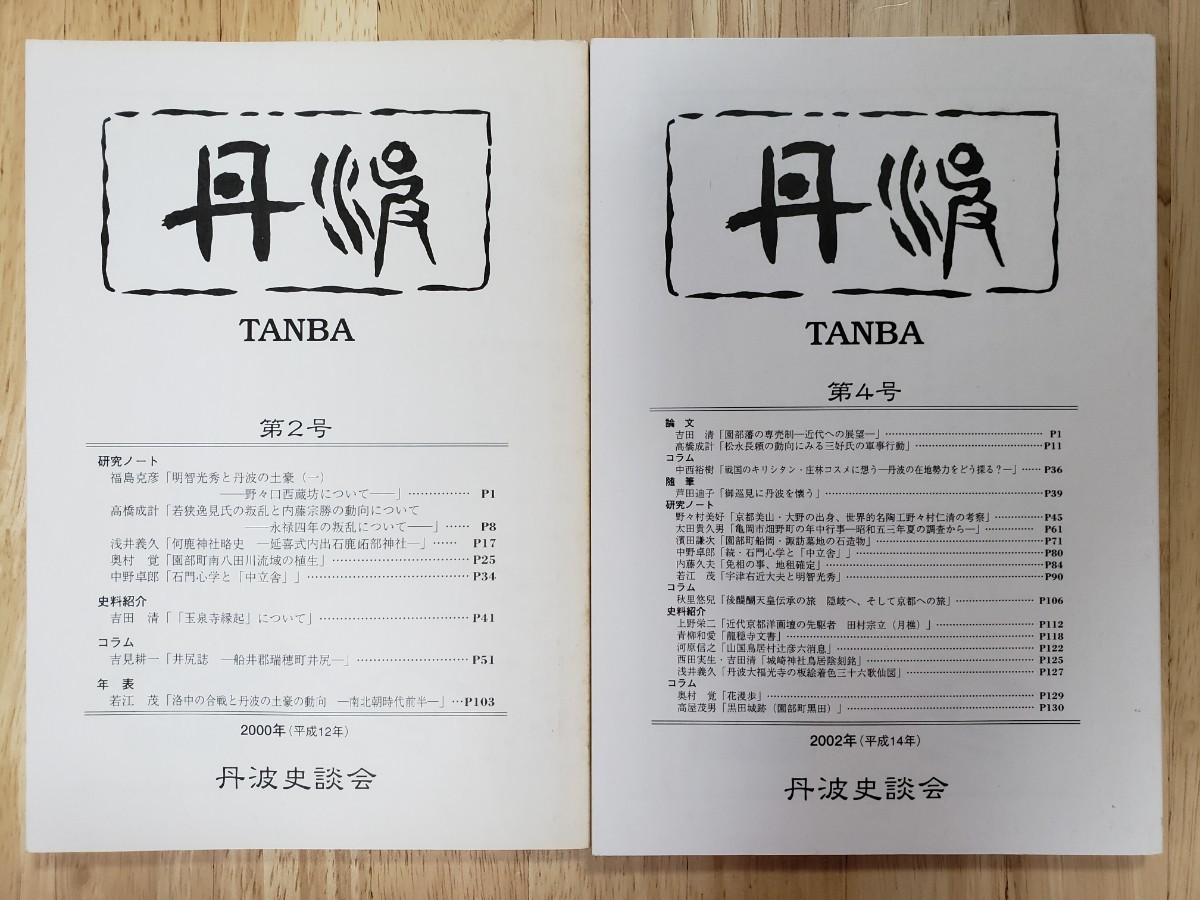 丹波
TANBA
第2号
研究ノート
福島克彦「明智光秀と丹波の土豪（一）
――野々口西蔵坊について――」……………P1
高橋成計「若狭逸見氏の叛乱と内藤宗勝の動向について
――永禄四年の叛乱について――」……P8
浅井義久「何鹿神社略史 ―延喜式内出石鹿𡶡部神社―」……P17
奥村 覚「園部町南八田川流域の植生」……………P25
中野卓郎「石門心学と「中立舎」」……………P34
史料紹介
吉田 清「「玉泉寺縁起」について」……………P41
コラム
吉見耕一「井尻誌 ―船井郡瑞穂町井尻―」……………P51
年 表
若江 茂「洛中の合戦と丹波の土豪の動向 ―南北朝時代前半―」…P103
2000年（平成12年）
丹波史談会
丹波
TANBA
第4号
論 文
吉田 清「園部藩の専売制―近代への展望―」……………P1
高橋成計「松永長頼の動向にみる三好氏の軍事行動」……………P11
コラム
中西裕樹「戦国のキリシタン・庄林コスメに想う―丹波の在地勢力をどう探る？―」……P36
随 筆
芦田迪子「御巡見に丹波を懐う」……………P39
研究ノート
野々村美好「京都美山・大野の出身、世界的名陶工野々村仁清の考察」……………P45
太田貴久男「亀岡市畑野町の年中行事―昭和五三年夏の調査から―」……………P61
濱田謙次「園部町船岡・諏訪墓地の石造物」……………P71
中野卓郎「続・石門心学と「中立舎」」……………P80
内藤久夫「免相の事、地租確定」……………P84
若江 茂「宇津右近大夫と明智光秀」……………P90
コラム
秋里悠兒「後醍醐天皇伝承の旅 隠岐へ、そして京都への旅」……………P106
史料紹介
上野栄二「近代京都洋画壇の先駆者 田村宗立（月樵）」……………P112
青柳和愛「龍穏寺文書」……………P118
河原信之「山国鳥居村辻彦六消息」……………P122
西田実生・吉田清「城崎神社鳥居陰刻銘」……………P125
浅井義久「丹波大福光寺の板絵着色三十六歌仙図」……………P127
コラム
奥村 覚「花漫歩」……………P129
高屋茂男「黒田城跡（園部町黒田）」……………P130
2002年（平成14年）
丹波史談会